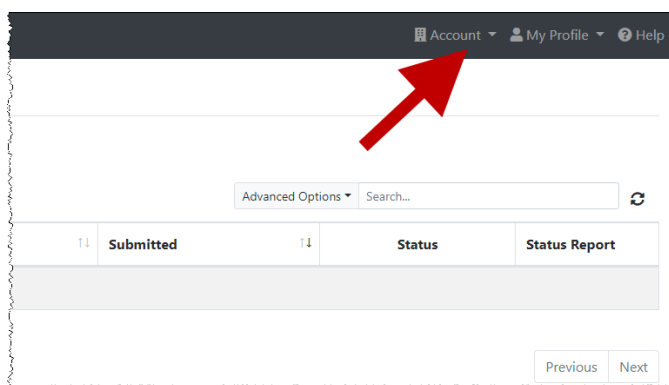 Account My Profile Help
Advanced Options Search...
Submitted Status Status Report
Previous Next